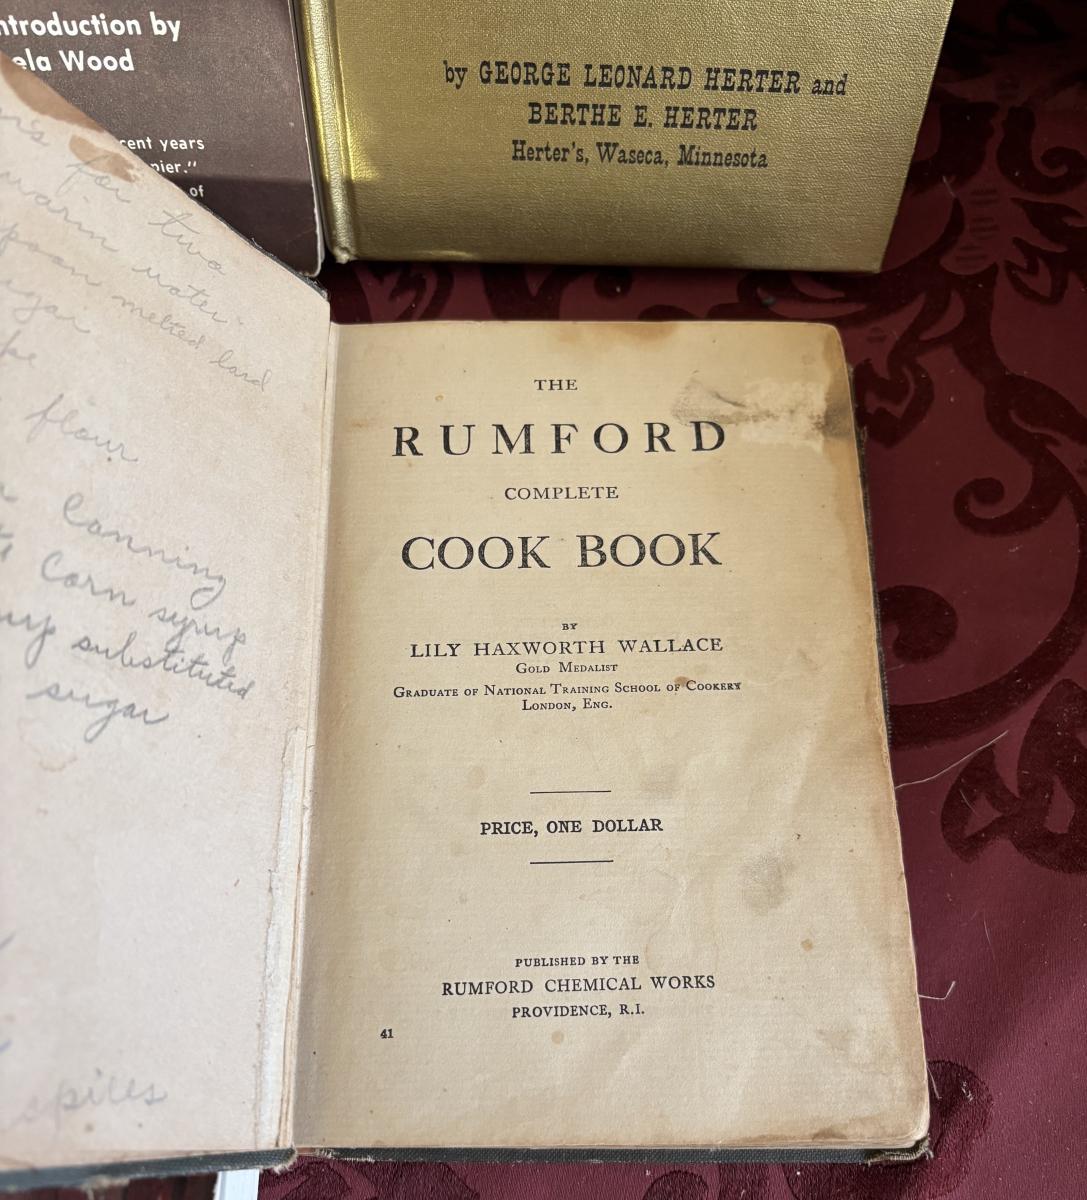 ntroduction by
ela Wood
cent years
pier."
of
by GEORGE LEONARD HERTER and
BERTHE E. HERTER
Herter's, Waseca, Minnesota
for two
warm water
melted lard
flour
Canning
Corn syrup
substituted
sugar
spices
THE
RUMFORD
COMPLETE
COOK BOOK
BY
LILY HAXWORTH WALLACE
GOLD MEDALIST
GRADUATE OF NATIONAL TRAINING SCHOOL OF COOKERY
LONDON, ENG.
PRICE, ONE DOLLAR
PUBLISHED BY THE
RUMFORD CHEMICAL WORKS
PROVIDENCE, R.I.
41